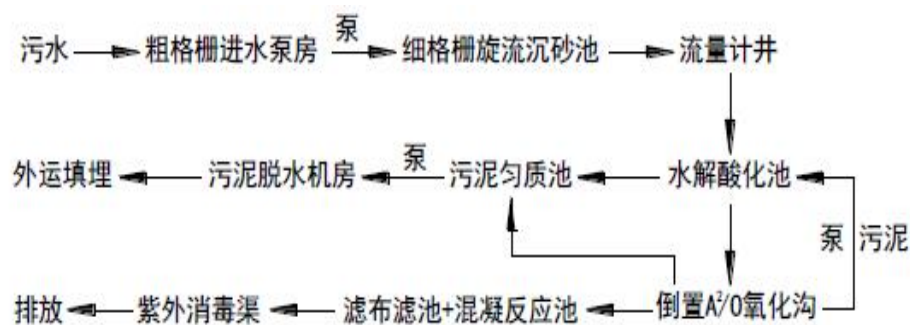 污水 粗格栅进水泵房 泵 细格栅旋流沉砂池 流量计井
外运填埋 污泥脱水机房 泵 污泥匀质池 水解酸化池
泵 污泥
排放 紫外消毒渠 滤布滤池+混凝反应池 倒置A²/O氧化沟